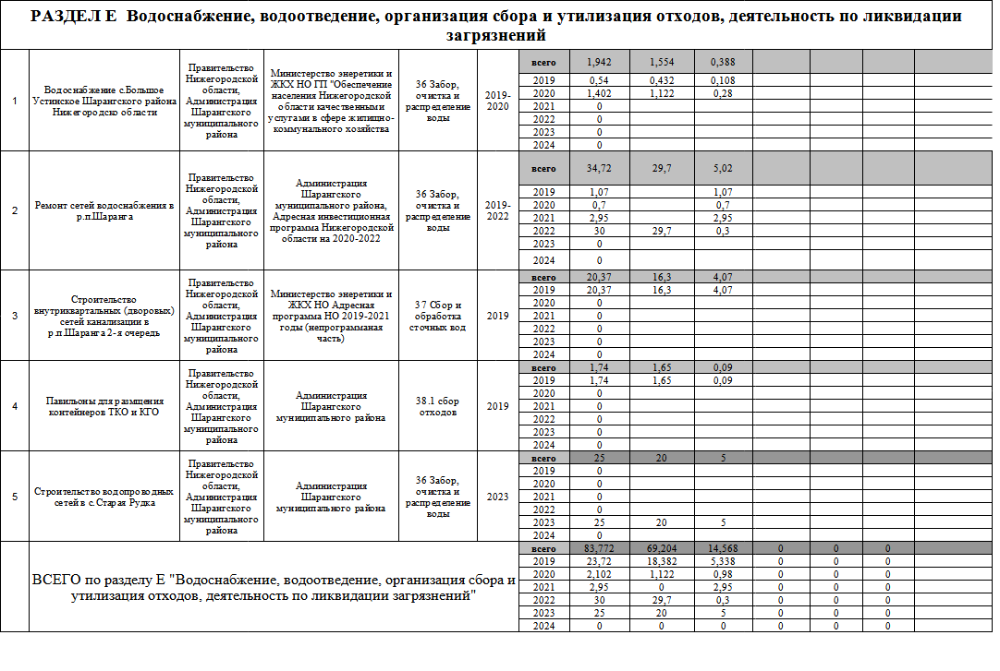 РАЗДЕЛ Е Водоснабжение, водоотведение, организация сбора и утилизация отходов, деятельность по ликвидации
загрязнений
1
Водоснабжение с.Большое
Устинское Шарангского района
Нижегородско области
Правительство
Нижегородской
области,
Администрация
Шарангского
муниципального
района
Министерство энеретики и
ЖКХ НО ГП "Обеспечение
населения Нижегородской
области качественными
услугами в сфере жилищно-
коммунального хозяйства
36 Забор,
очистка и
распределение
воды
2019-
2020
всего 1,942 1,554 0,388
2019 0,54 0,432 0,108
2020 1,402 1,122 0,28
2021 0
2022 0
2023 0
2024 0
2
Ремонт сетей водоснабжения в
р.п.Шаранга
Правительство
Нижегородской
области,
Администрация
Шарангского
муниципального
района
Администрация
Шарангского
муниципального района,
Адресная инвестиционная
программа Нижегородской
области на 2020-2022
36 Забор,
очистка и
распределение
воды
2019-
2022
всего 34,72 29,7 5,02
2019 1,07 1,07
2020 0,7 0,7
2021 2,95 2,95
2022 30 29,7 0,3
2023 0
2024 0
3
Строительство
внутриквартальных (дворовых)
сетей канализации в
р.п.Шаранга 2-я очередь
Правительство
Нижегородской
области,
Администрация
Шарангского
муниципального
района
Министерство энеретики и
ЖКХ НО Адресная
программа НО 2019-2021
годы (непрограмманая
часть)
37 Сбор и
обработка
сточных вод
2019
всего 20,37 16,3 4,07
2019 20,37 16,3 4,07
2020 0
2021 0
2022 0
2023 0
2024 0
4
Павильоны для размщения
контейнеров ТКО и КГО
Правительство
Нижегородской
области,
Администрация
Шарангского
муниципального
района
Администрация
Шарангского
муниципального района
38.1 сбор
отходов
2019
всего 1,74 1,65 0,09
2019 1,74 1,65 0,09
2020 0
2021 0
2022 0
2023 0
2024 0
5
Строительство водопроводных
сетей в с.Старая Рудка
Правительство
Нижегородской
области,
Администрация
Шарангского
муниципального
района
Администрация
Шарангского
муниципального района
36 Забор,
очистка и
распределение
воды
2023
всего 25 20 5
2019 0
2020 0
2021 0
2022 0
2023 25 20 5
2024 0
ВСЕГО по разделу Е "Водоснабжение, водоотведение, организация сбора и
утилизация отходов, деятельность по ликвидации загрязнений"
всего 83,772 69,204 14,568 0 0 0
2019 23,72 18,382 5,338 0 0 0
2020 2,102 1,122 0,98 0 0 0
2021 2,95 0 2,95 0 0 0
2022 30 29,7 0,3 0 0 0
2023 25 20 5 0 0 0
2024 0 0 0 0 0 0